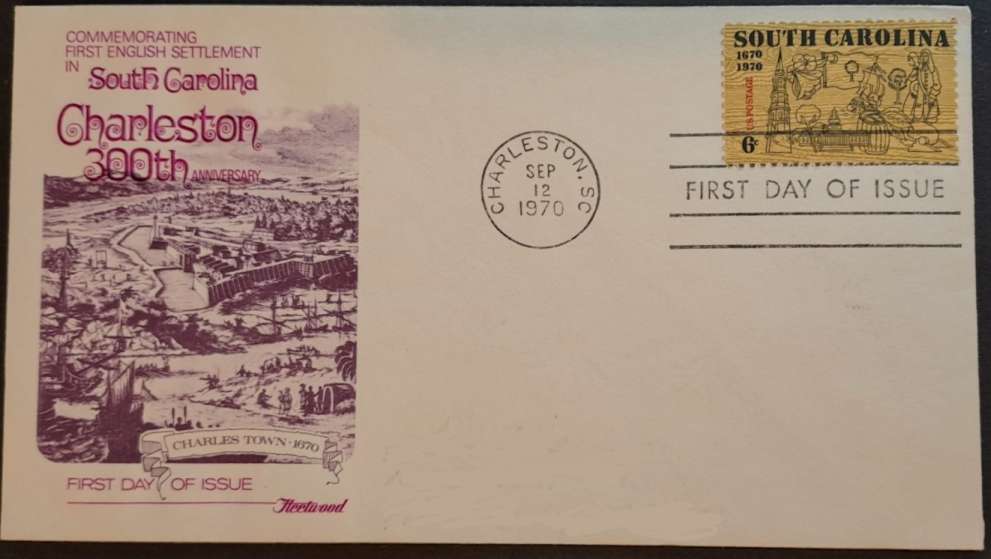 COMMEMORATING
FIRST ENGLISH SETTLEMENT
IN South Carolina
Charleston
300th ANNIVERSARY
CHARLES TOWN · 1670
FIRST DAY OF ISSUE
Fleetwood
CHARLESTON, SC
SEP
12
1970
SOUTH CAROLINA
1670
1970
US POSTAGE
6c
FIRST DAY OF ISSUE